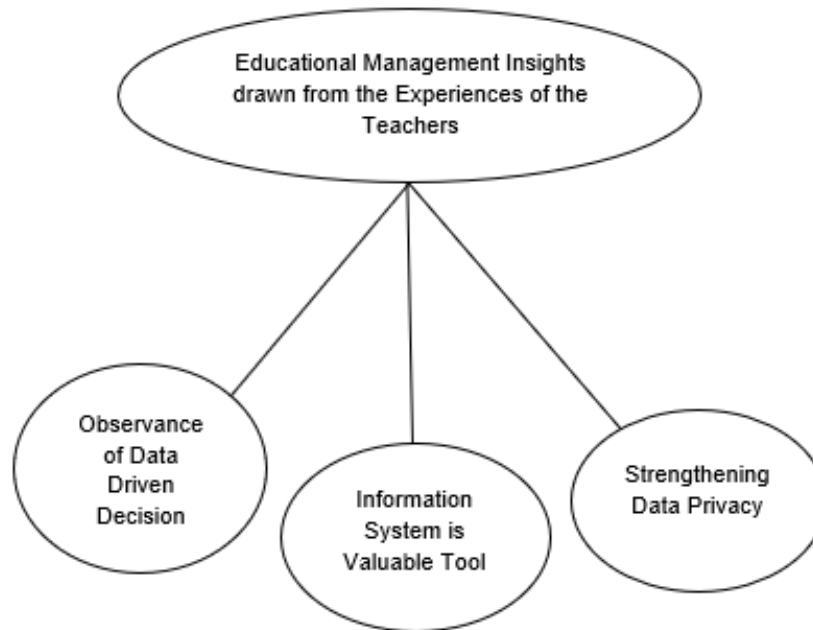 Educational Management Insights
drawn from the Experiences of the
Teachers
Observance
of Data
Driven
Decision
Information
System is
Valuable Tool
Strengthening
Data Privacy